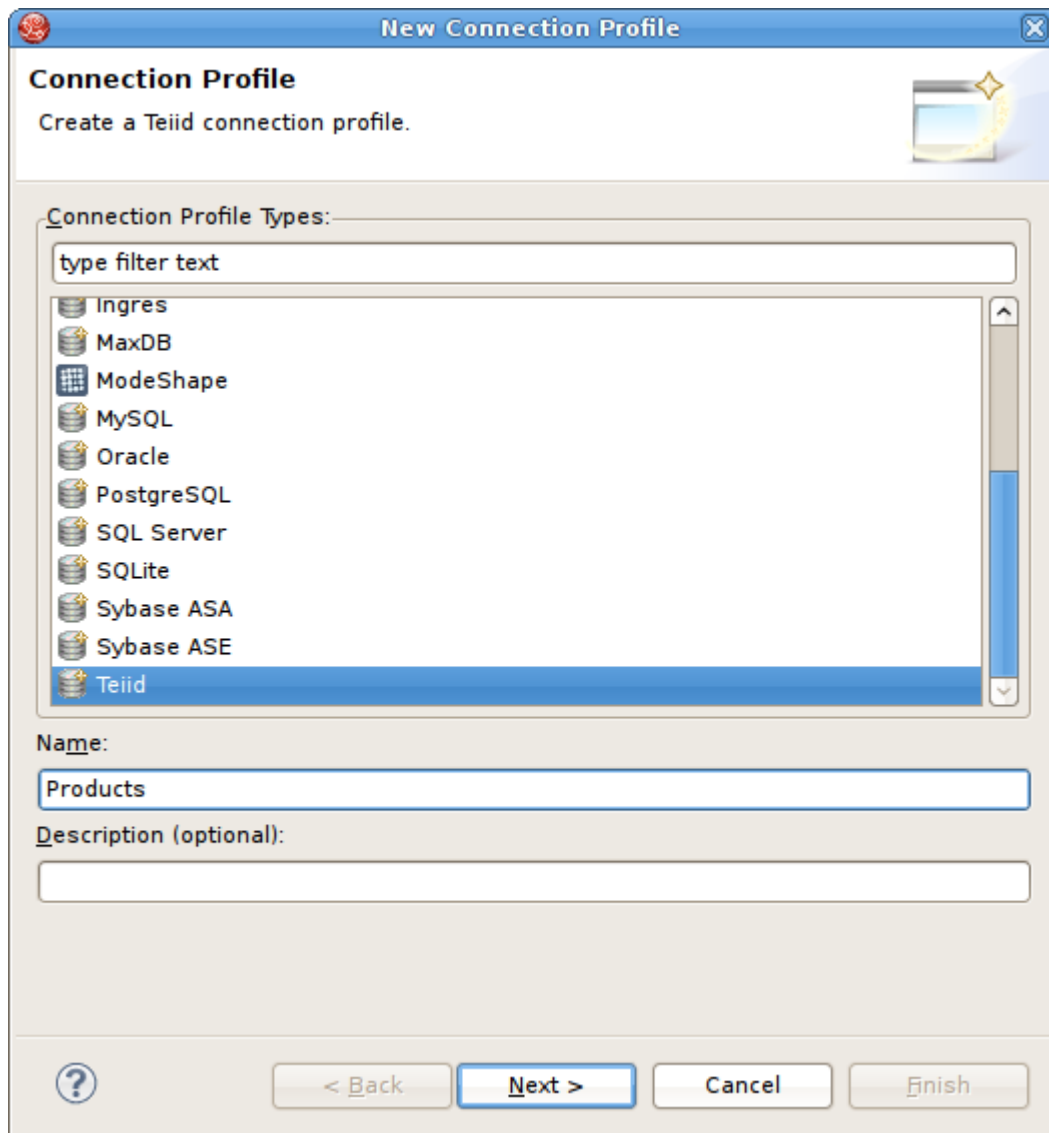 New Connection Profile
Connection Profile
Create a Teiid connection profile.
Connection Profile Types:
type filter text
Ingres
MaxDB
ModeShape
MySQL
Oracle
PostgreSQL
SQL Server
SQLite
Sybase ASA
Sybase ASE
Teiid
Name:
Products
Description (optional):
? < Back Next > Cancel Finish